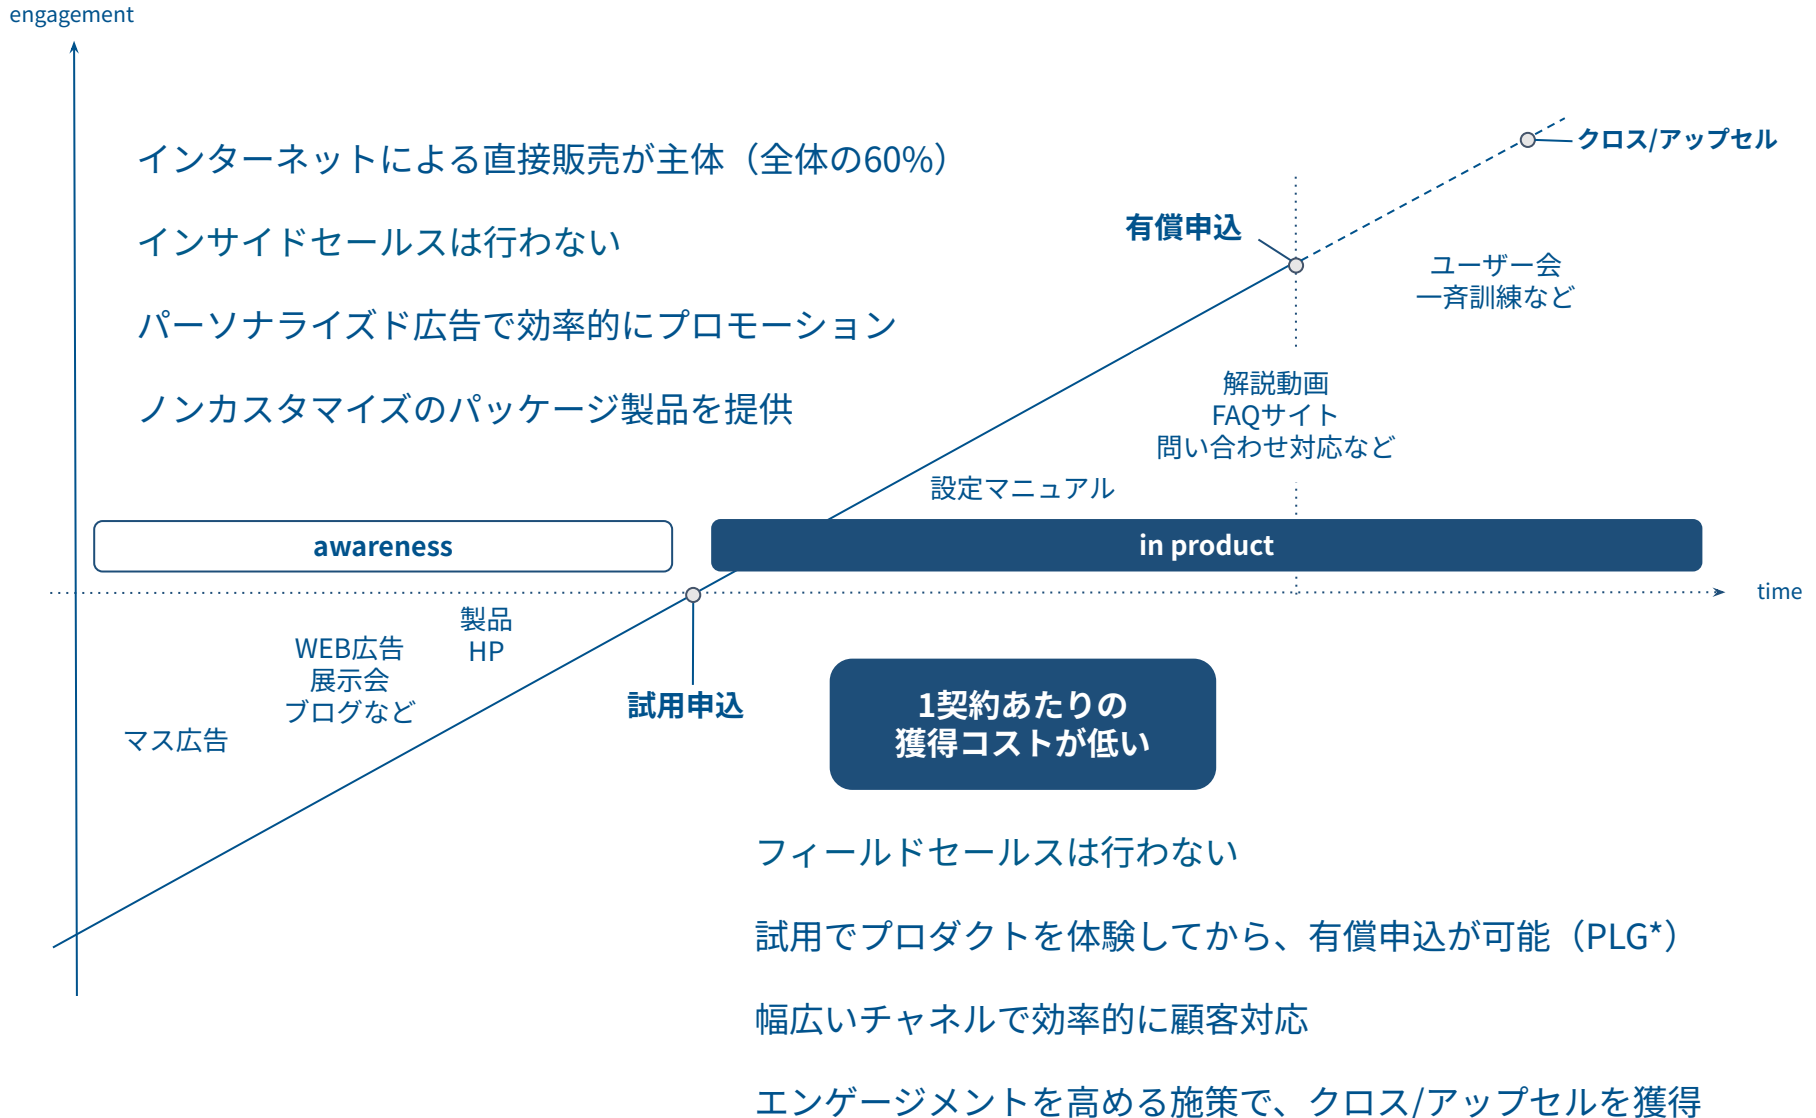 engagement
インターネットによる直接販売が主体（全体の60%）
インサイドセールスは行わない
パーソナライズド広告で効率的にプロモーション
ノンカスタマイズのパッケージ製品を提供
クロス/アップセル
有償申込
ユーザー会
一斉訓練など
解説動画
FAQサイト
問い合わせ対応など
設定マニュアル
awareness
in product
time
製品
HP
WEB広告
展示会
ブログなど
マス広告
試用申込
1契約あたりの
獲得コストが低い
フィールドセールスは行わない
試用でプロダクトを体験してから、有償申込が可能（PLG*）
幅広いチャネルで効率的に顧客対応
エンゲージメントを高める施策で、クロス/アップセルを獲得